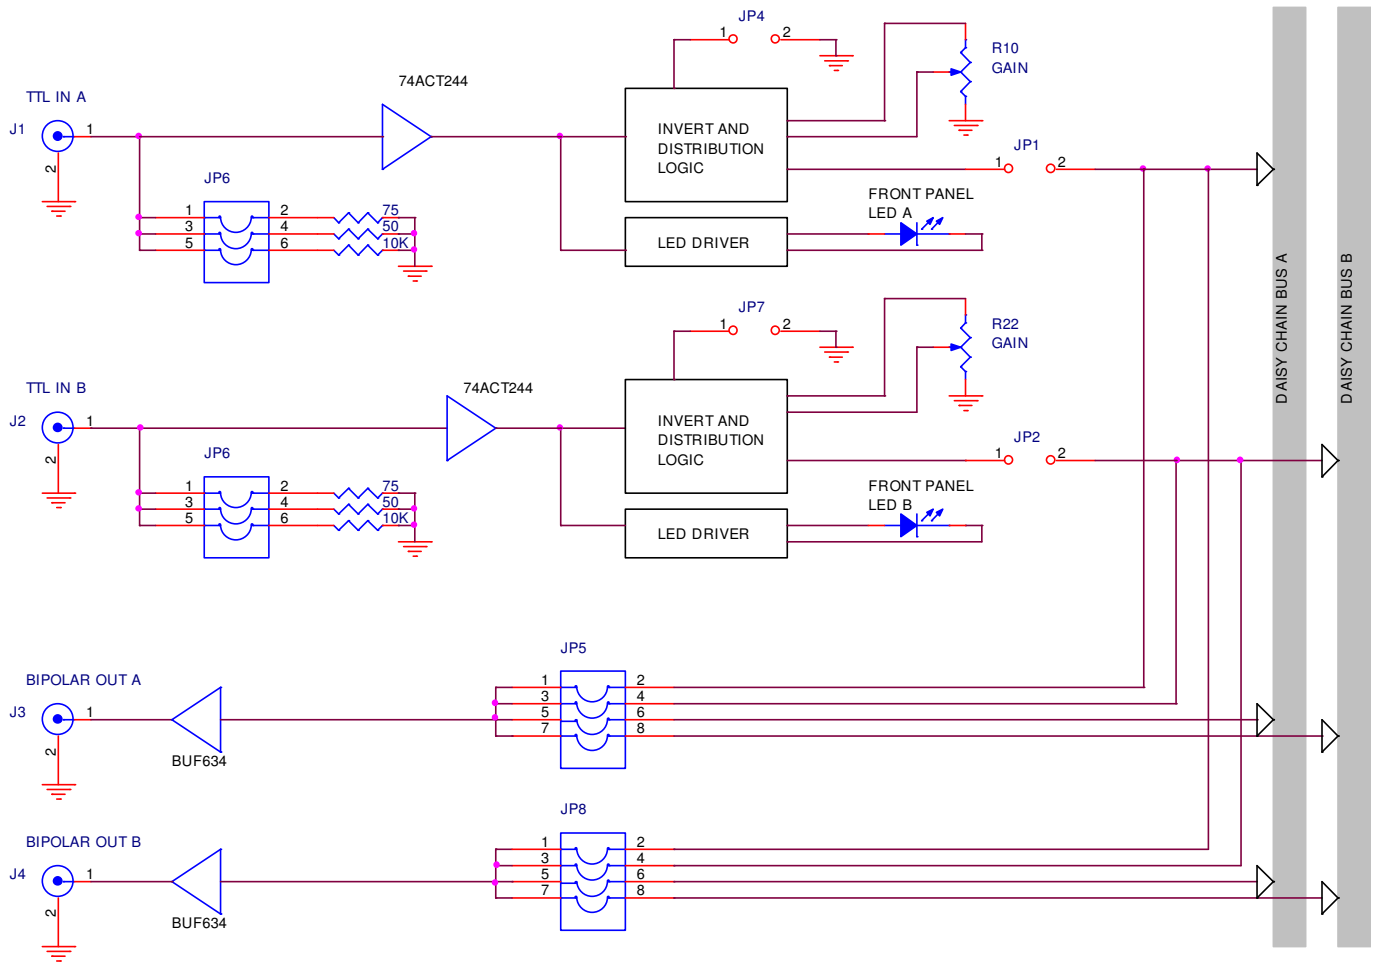 JP4
1 2
R10
GAIN
74ACT244
TTL IN A
J1
1
2
INVERT AND
DISTRIBUTION
LOGIC
JP1
1 2
JP6
1 2 75
3 4 50
5 6 10K
FRONT PANEL
LED A
LED DRIVER
DAISY CHAIN BUS A
DAISY CHAIN BUS B
JP7
1 2
R22
GAIN
74ACT244
TTL IN B
J2
1
2
INVERT AND
DISTRIBUTION
LOGIC
JP2
1 2
JP6
1 2 75
3 4 50
5 6 10K
FRONT PANEL
LED B
LED DRIVER
JP5
1 2
3 4
5 6
7 8
BIPOLAR OUT A
J3
1
2
BUF634
JP8
1 2
3 4
5 6
7 8
BIPOLAR OUT B
J4
1
2
BUF634